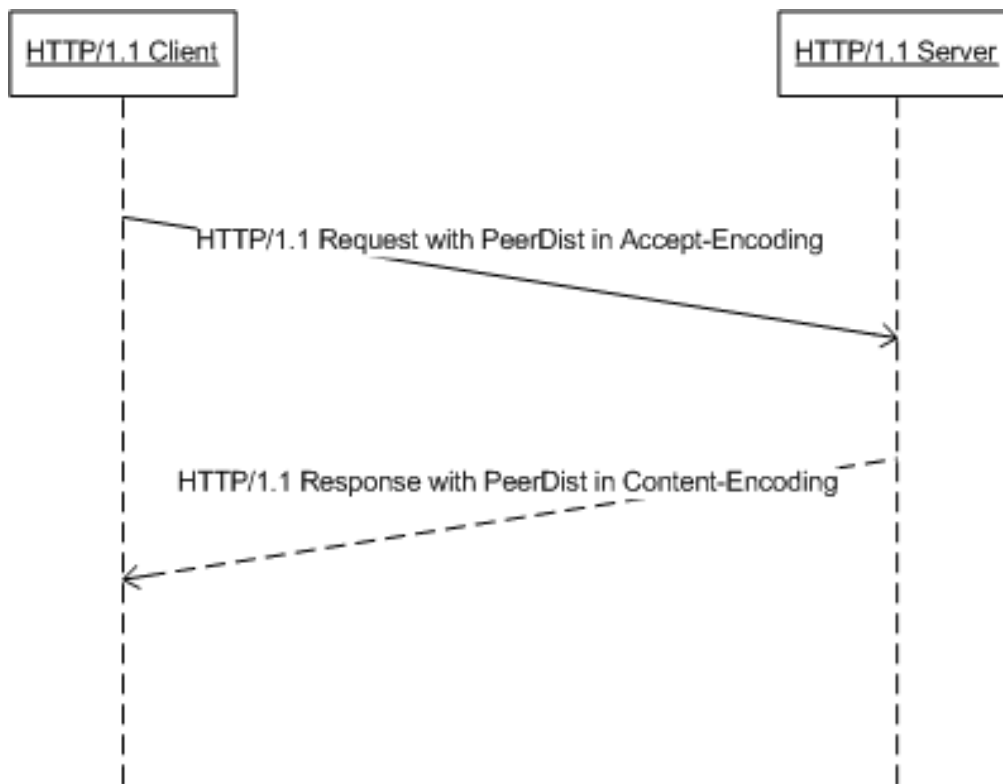 HTTP/1.1 Client
HTTP/1.1 Server
HTTP/1.1 Request with PeerDist in Accept-Encoding
HTTP/1.1 Response with PeerDist in Content-Encoding